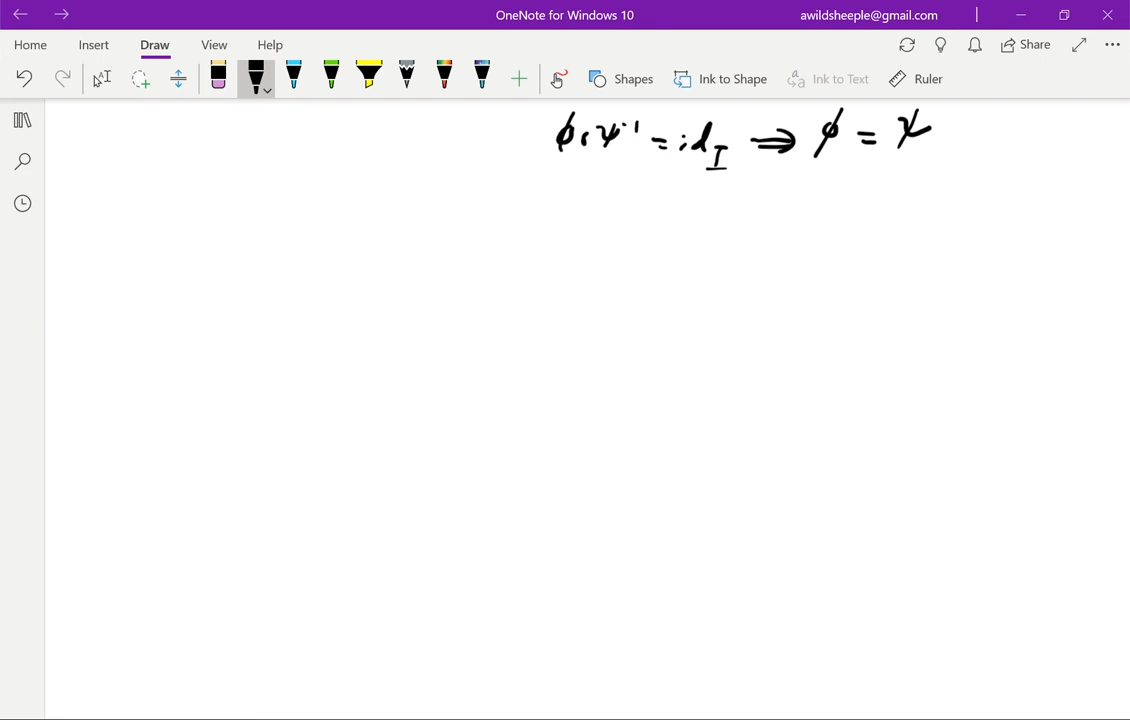 OneNote for Windows 10
awildsheeple@gmail.com
Home Insert Draw View Help
Share
Shapes Ink to Shape Ink to Text Ruler
ϕ∘ψ⁻¹ = id_I ⇒ ϕ = ψ